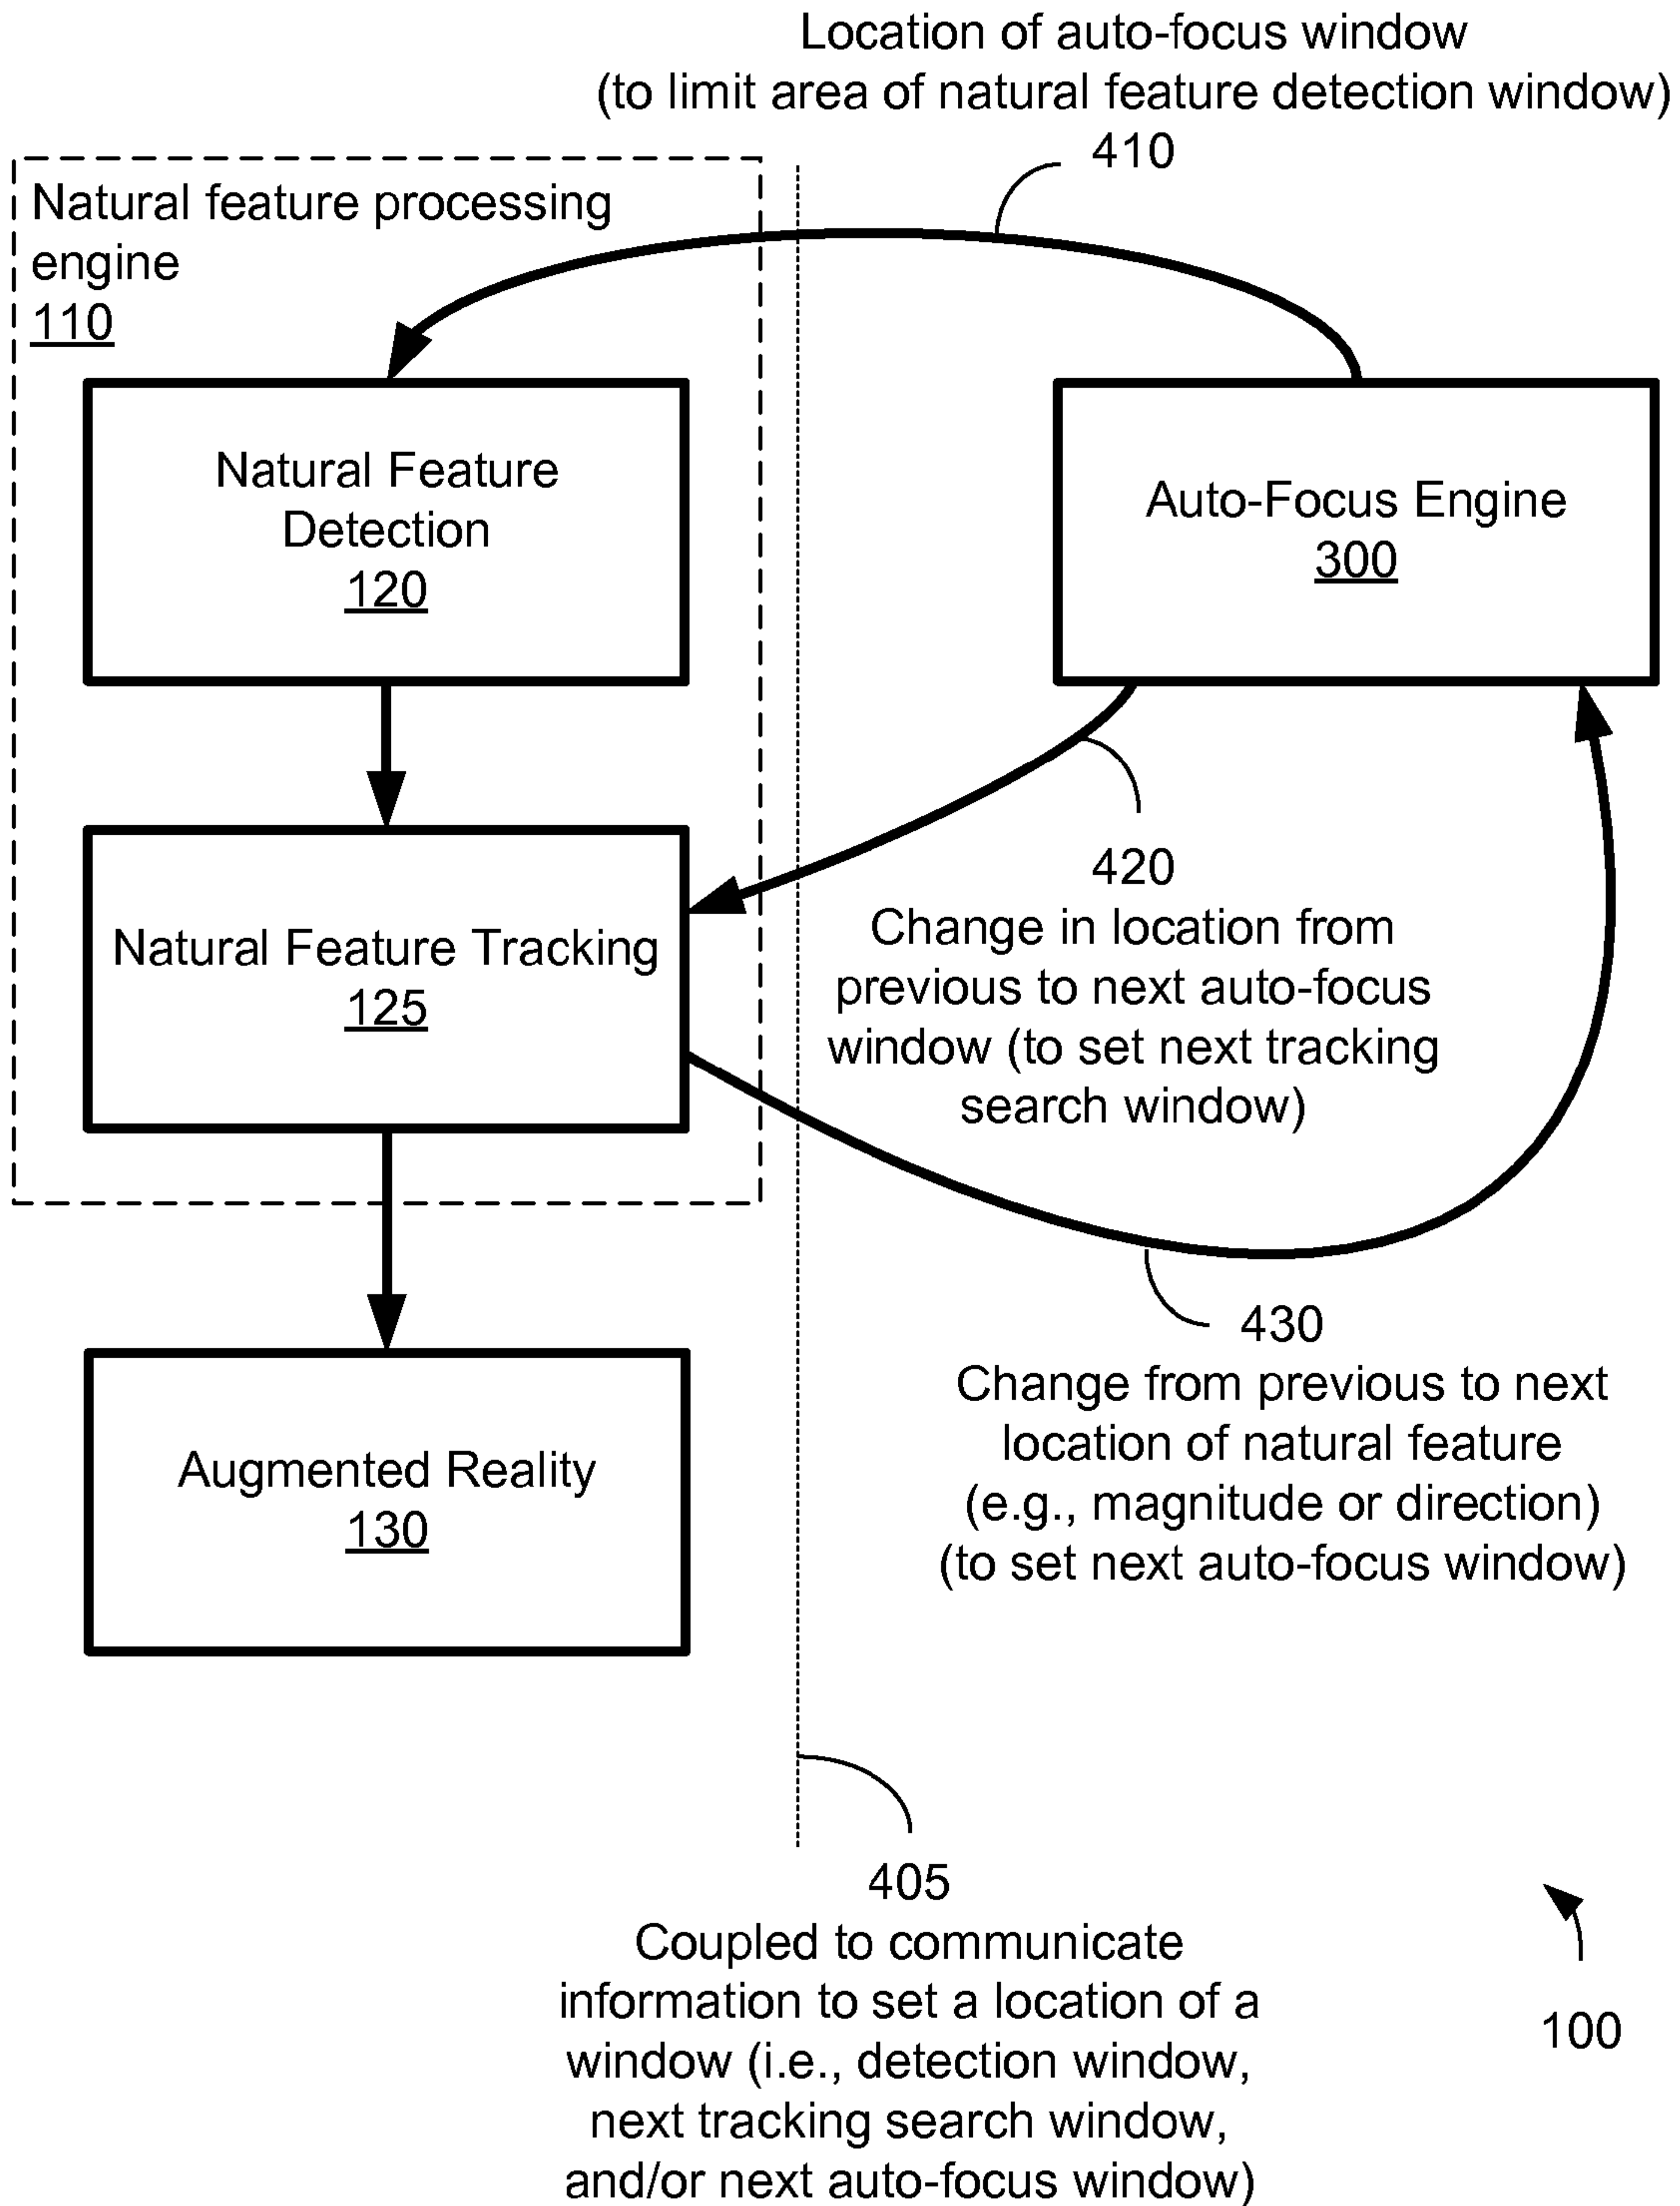 Location of auto-focus window
(to limit area of natural feature detection window)
410
Natural feature processing
engine
110
Natural Feature
Detection
120
Auto-Focus Engine
300
420
Change in location from
previous to next auto-focus
window (to set next tracking
search window)
Natural Feature Tracking
125
430
Change from previous to next
location of natural feature
(e.g., magnitude or direction)
(to set next auto-focus window)
Augmented Reality
130
405
Coupled to communicate
information to set a location of a
window (i.e., detection window,
next tracking search window,
and/or next auto-focus window)
100